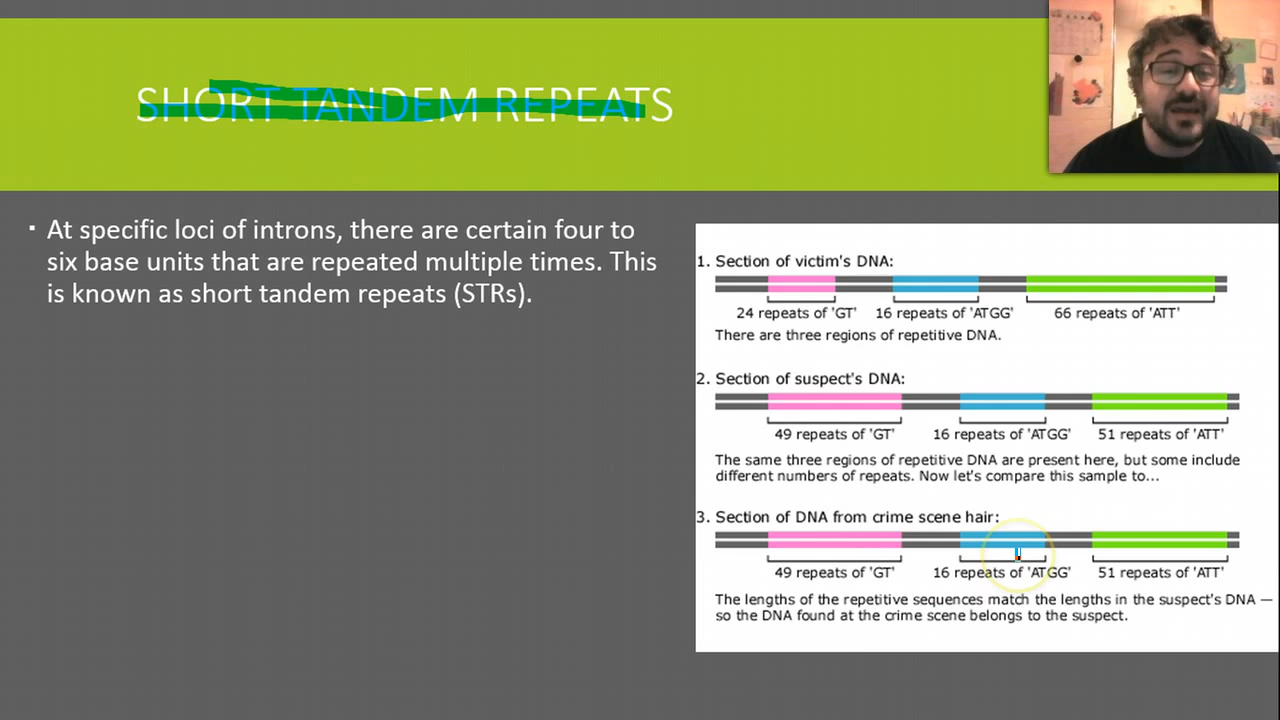 SHORT TANDEM REPEATS
▪ At specific loci of introns, there are certain four to
six base units that are repeated multiple times. This
is known as short tandem repeats (STRs).
1. Section of victim's DNA:
24 repeats of 'GT' 16 repeats of 'ATGG' 66 repeats of 'ATT'
There are three regions of repetitive DNA.
2. Section of suspect's DNA:
49 repeats of 'GT' 16 repeats of 'ATGG' 51 repeats of 'ATT'
The same three regions of repetitive DNA are present here, but some include
different numbers of repeats. Now let's compare this sample to...
3. Section of DNA from crime scene hair:
49 repeats of 'GT' 16 repeats of 'ATGG' 51 repeats of 'ATT'
The lengths of the repetitive sequences match the lengths in the suspect's DNA —
so the DNA found at the crime scene belongs to the suspect.